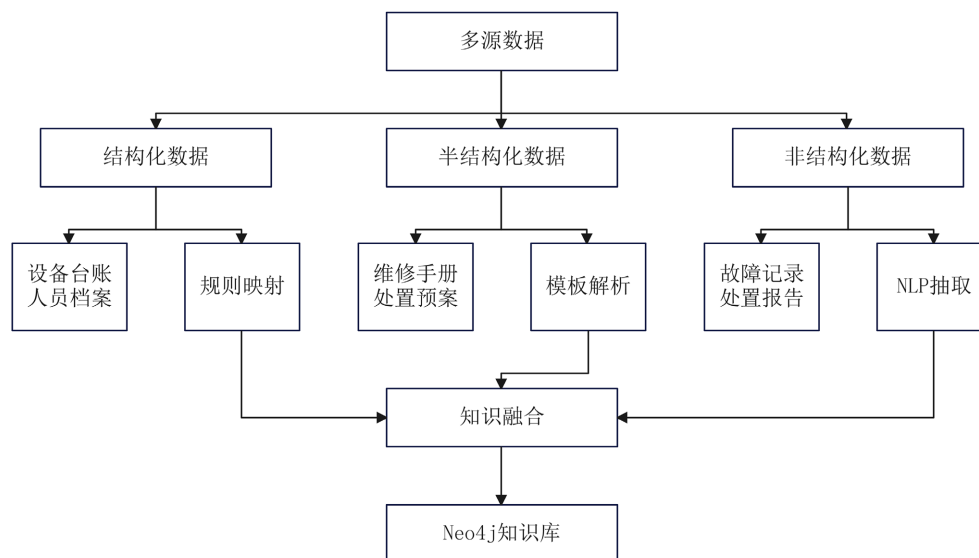 多源数据
结构化数据
半结构化数据
非结构化数据
设备台账
人员档案
规则映射
维修手册
处置预案
模板解析
故障记录
处置报告
NLP抽取
知识融合
Neo4j知识库